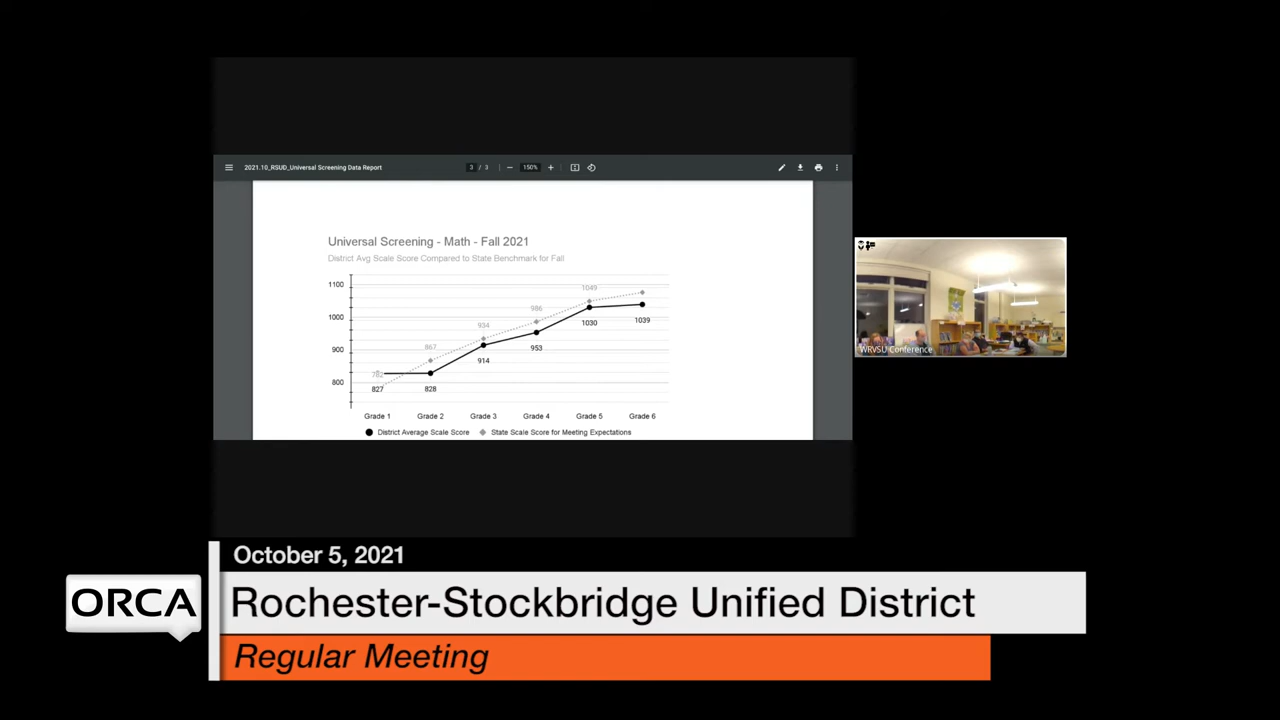 2021.10_RSUD_Universal Screening Data Report
3 / 3
150%
Universal Screening - Math - Fall 2021
District Avg Scale Score Compared to State Benchmark for Fall
1100
1000
900
800
1049
986
934
867
782
1030
1039
953
914
827
828
Grade 1 Grade 2 Grade 3 Grade 4 Grade 5 Grade 6
District Average Scale Score State Scale Score for Meeting Expectations
WRVSU Conference
October 5, 2021
ORCA
Rochester-Stockbridge Unified District
Regular Meeting